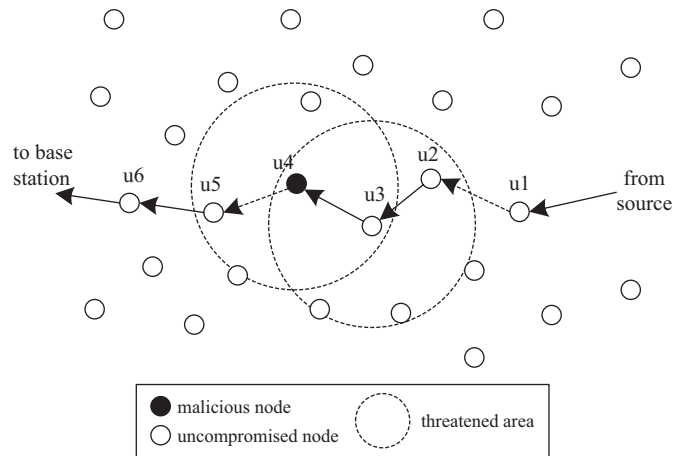 to base
station
u6
u5
u4
u3
u2
u1
from
source
malicious node
uncompromised node
threatened area